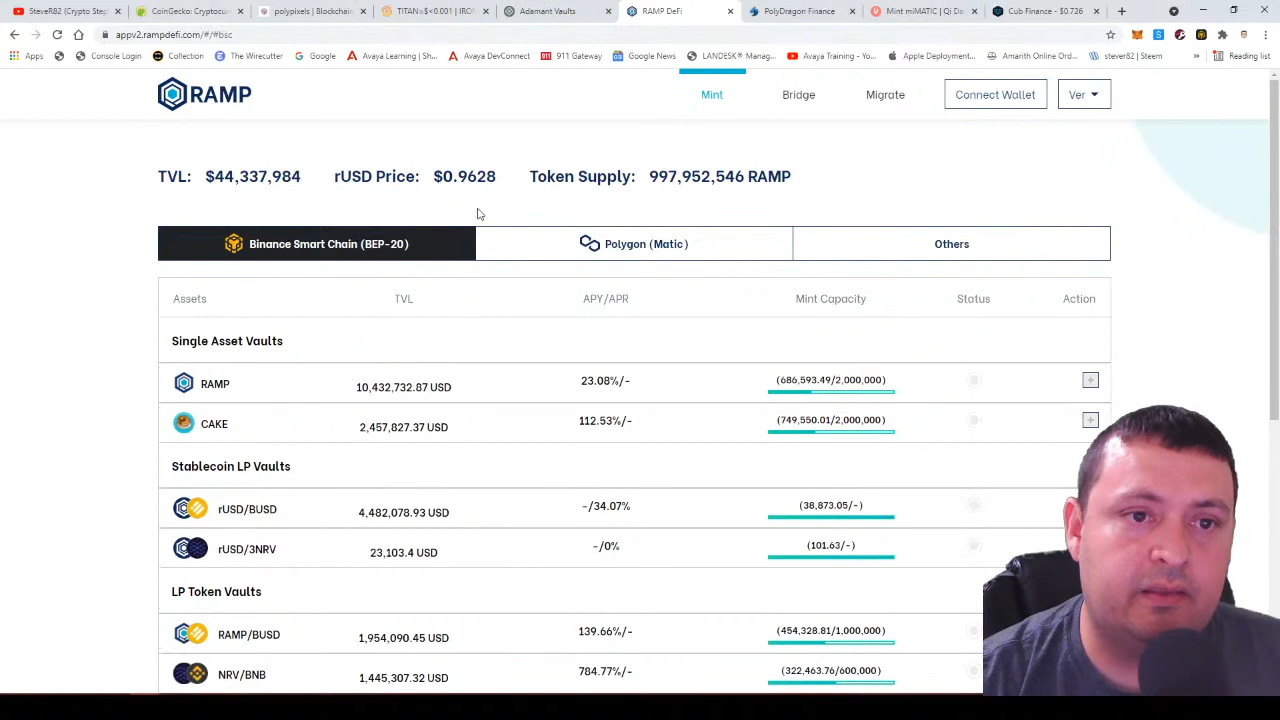 SteveR82 (Crypto Step
CoinGecko: Cryptocur
polypixels | Blockchain
TITAN≤$<0.001 | IRON
Adamant Vaults
RAMP DeFi
PolyDragon Finance
Mint miMATIC | Qi Da
Cub Finance - $0.726
appv2.rampdefi.com/#/#bsc
Apps
Console Login
Collection
The Wirecutter
Google
Avaya Learning | Sh...
Avaya DevConnect
911 Gateway
Google News
LANDESK® Manag...
Avaya Training - Yo...
Apple Deployment...
Amarith Online Ord...
stever82 | Steem
»
Reading list
RAMP
Mint
Bridge
Migrate
Connect Wallet
Ver
TVL: $44,337,984 rUSD Price: $0.9628 Token Supply: 997,952,546 RAMP
Binance Smart Chain (BEP-20)
Polygon (Matic)
Others
Assets TVL APY/APR Mint Capacity Status Action
Single Asset Vaults
RAMP 10,432,732.87 USD 23.08%/- (686,593.49/2,000,000)
CAKE 2,457,827.37 USD 112.53%/- (749,550.01/2,000,000)
Stablecoin LP Vaults
rUSD/BUSD 4,482,078.93 USD -/34.07% (38,873.05/-)
rUSD/3NRV 23,103.4 USD -/0% (101.63/-)
LP Token Vaults
RAMP/BUSD 1,954,090.45 USD 139.66%/- (454,328.81/1,000,000)
NRV/BNB 1,445,307.32 USD 784.77%/- (322,463.76/600,000)